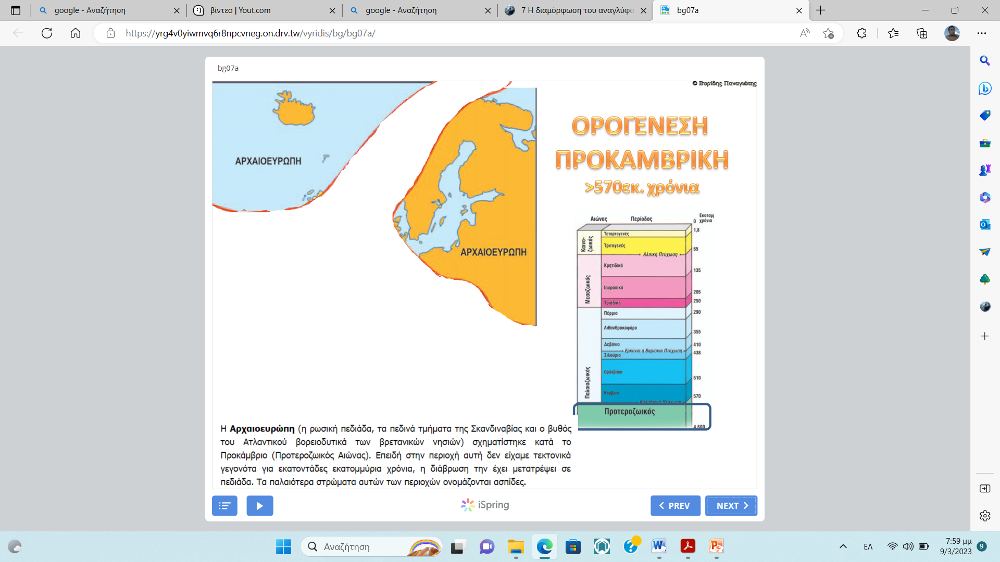 google - Αναζήτηση
βίντεο | Yout.com
google - Αναζήτηση
7 Η διαμόρφωση του αναγλύφο
bg07a
https://yrg4v0yiwmvq6r8npcvneg.on.drv.tw/vyridis/bg/bg07a/
bg07a
© Βυρίδης Παναγιώτης
ΑΡΧΑΙΟΕΥΡΩΠΗ
ΑΡΧΑΙΟΕΥΡΩΠΗ
ΟΡΟΓΕΝΕΣΗ
ΠΡΟΚΑΜΒΡΙΚΗ
>570εκ. χρόνια
Αιώνας Περίοδος
Εκατομ
0 χρόνια
1,8
Καινο-
ζωικός
Τεταρτογενές
Τριτογενές
65
Αλπική Πτύχωση
Μεσοζωικός
Κρητιδικό
135
Ιουρασικό
205
Τριαδικό
250
Παλαιοζωικός
Πέρμιο
290
Λιθανθρακοφόρο
355
Δεβόνιο
410
Ερκύνια ή Βαρίσκια Πτύχωση
Σιλούριο
438
Ορδοβίσιο
510
Κάμβριο
570
Καληδόνια Πτύχωση
Προτεροζωικός
4.600
Η Αρχαιοευρώπη (η ρωσική πεδιάδα, τα πεδινά τμήματα της Σκανδιναβίας και ο βυθός
του Ατλαντικού βορειοδυτικά των βρετανικών νησιών) σχηματίστηκε κατά το
Προκάμβριο (Προτεροζωικός Αιώνας). Επειδή στην περιοχή αυτή δεν είχαμε τεκτονικά
γεγονότα για εκατοντάδες εκατομμύρια χρόνια, η διάβρωση την έχει μετατρέψει σε
πεδιάδα. Τα παλαιότερα στρώματα αυτών των περιοχών ονομάζονται ασπίδες.
iSpring
PREV
NEXT
Αναζήτηση
ΕΛ
7:59 μμ
9/3/2023
9